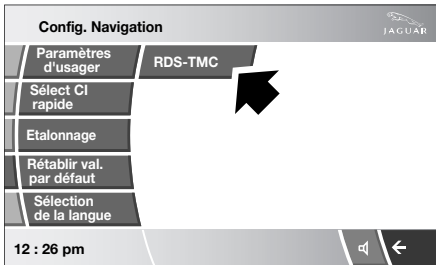 Config. Navigation
JAGUAR
Paramètres
d'usager
RDS-TMC
Sélect CI
rapide
Etalonnage
Rétablir val.
par défaut
Sélection
de la langue
12 : 26 pm